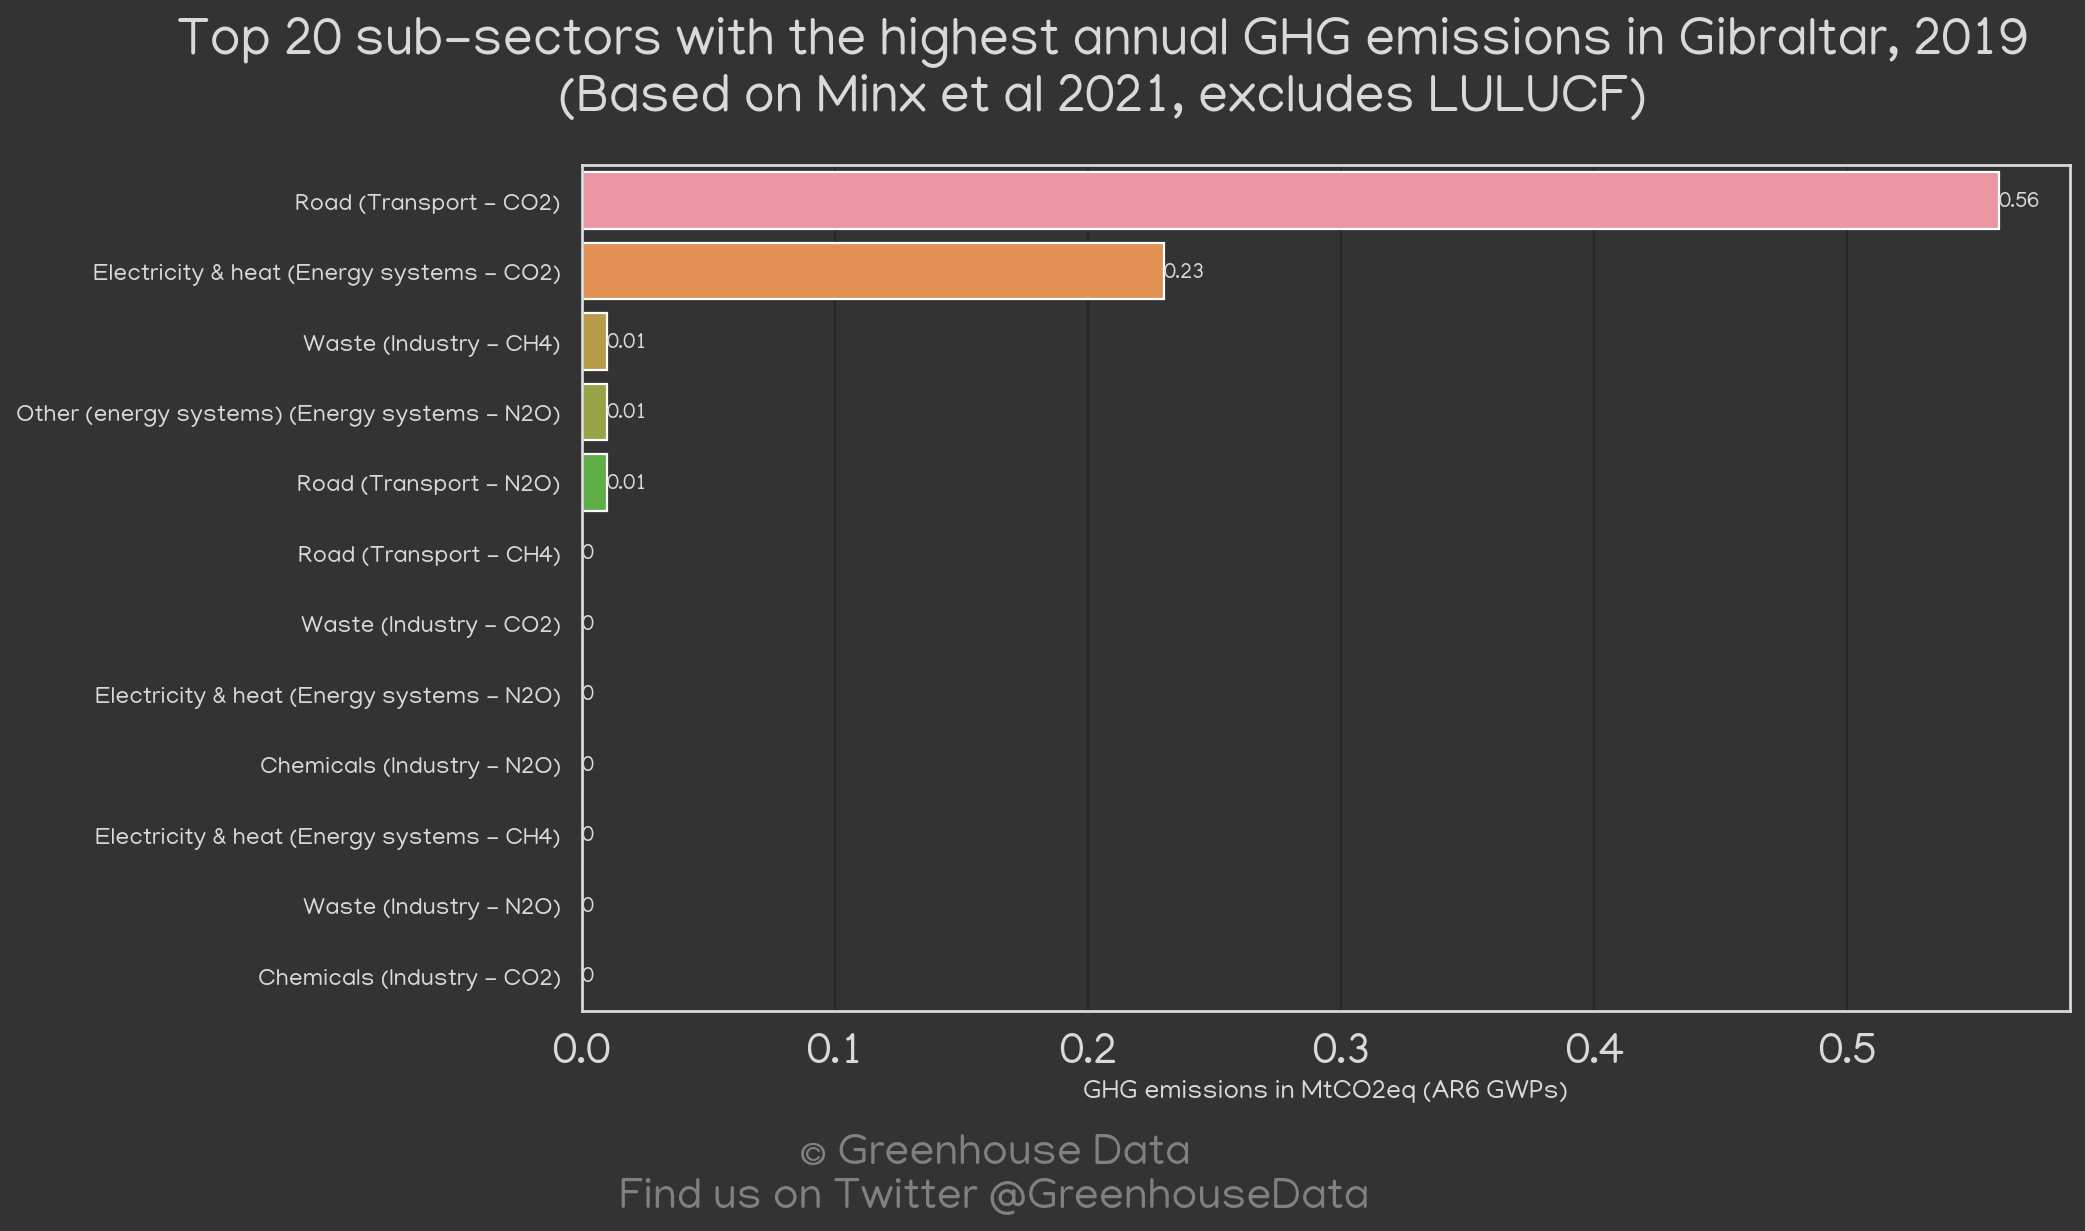 Top 20 sub-sectors with the highest annual GHG emissions in Gibraltar, 2019
(Based on Minx et al 2021, excludes LULUCF)
Road (Transport - CO2) 0.56
Electricity & heat (Energy systems - CO2) 0.23
Waste (Industry - CH4) 0.01
Other (energy systems) (Energy systems - N2O) 0.01
Road (Transport - N2O) 0.01
Road (Transport - CH4) 0
Waste (Industry - CO2) 0
Electricity & heat (Energy systems - N2O) 0
Chemicals (Industry - N2O) 0
Electricity & heat (Energy systems - CH4) 0
Waste (Industry - N2O) 0
Chemicals (Industry - CO2) 0
0.0 0.1 0.2 0.3 0.4 0.5
GHG emissions in MtCO2eq (AR6 GWPs)
© Greenhouse Data
Find us on Twitter @GreenhouseData